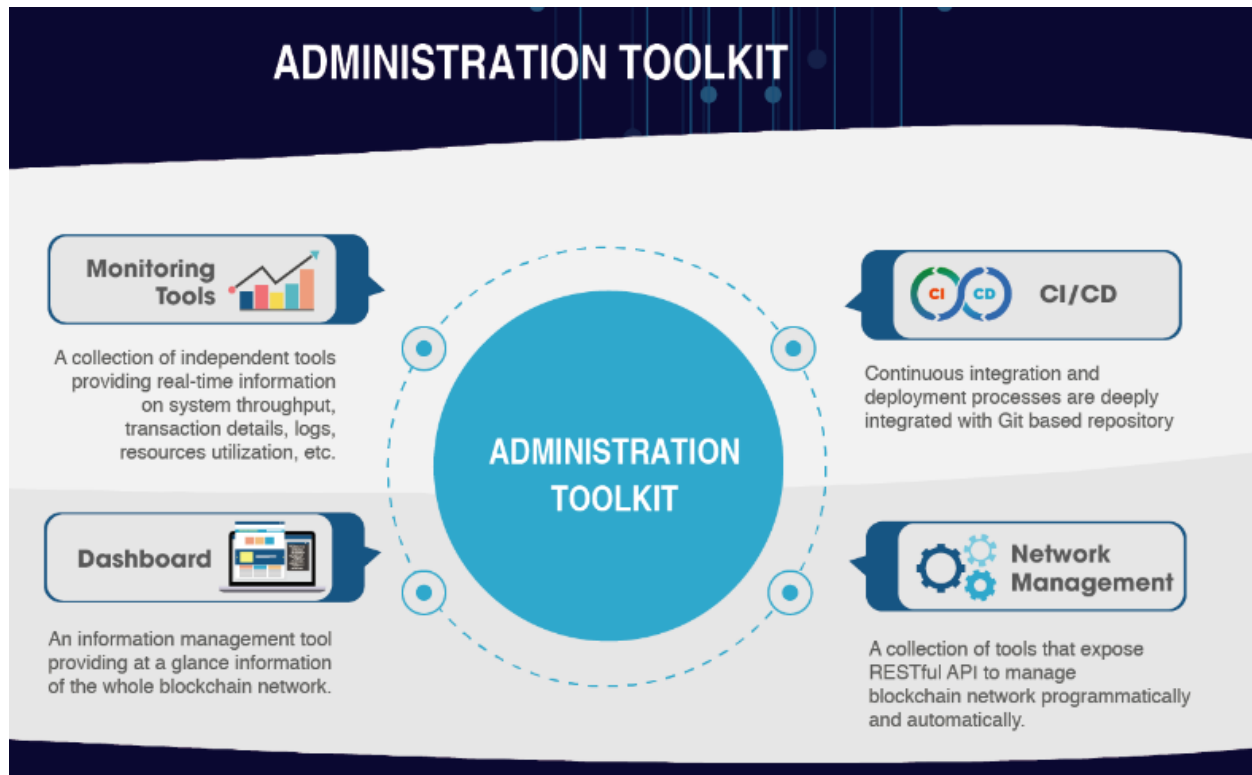 ADMINISTRATION TOOLKIT
Monitoring
Tools
A collection of independent tools
providing real-time information
on system throughput,
transaction details, logs,
resources utilization, etc.
CI
CD
CI/CD
Continuous integration and
deployment processes are deeply
integrated with Git based repository
ADMINISTRATION
TOOLKIT
Dashboard
An information management tool
providing at a glance information
of the whole blockchain network.
Network
Management
A collection of tools that expose
RESTful API to manage
blockchain network programmatically
and automatically.